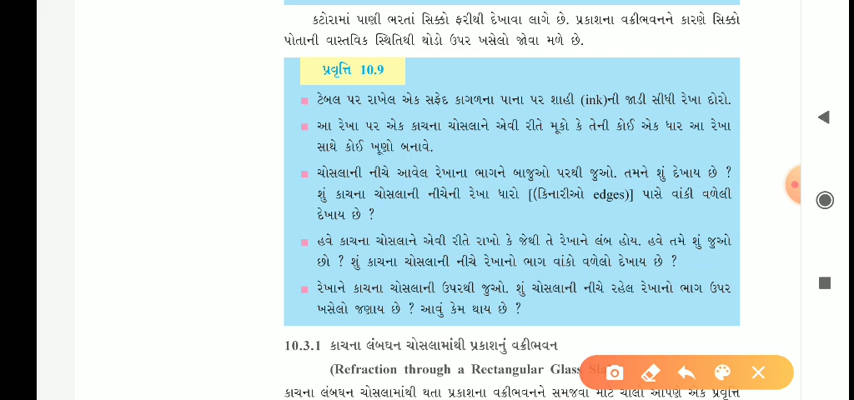 કટોરામાં પાણી ભરતાં સિક્કો ફરીથી દેખાવા લાગે છે. પ્રકાશના વક્રીભવનને કારણે સિક્કો
પોતાની વાસ્તવિક સ્થિતિથી થોડો ઉપર ખસેલો જોવા મળે છે.
પ્રવૃત્તિ 10.9
ટેબલ પર રાખેલ એક સફેદ કાગળના પાના પર શાહી (ink)ની જાડી સીધી રેખા દોરો.
આ રેખા પર એક કાચના ચોસલાને એવી રીતે મૂકો કે તેની કોઈ એક ધાર આ રેખા
સાથે કોઈ ખૂણો બનાવે.
ચોસલાની નીચે આવેલ રેખાના ભાગને બાજુઓ પરથી જુઓ. તમને શું દેખાય છે ?
શું કાચના ચોસલાની નીચેની રેખા ધારો [(કિનારીઓ edges)] પાસે વાંકી વળેલી
દેખાય છે ?
હવે કાચના ચોસલાને એવી રીતે રાખો કે જેથી તે રેખાને લંબ હોય. હવે તમે શું જુઓ
છો ? શું કાચના ચોસલાની નીચે રેખાનો ભાગ વાંકો વળેલો દેખાય છે ?
રેખાને કાચના ચોસલાની ઉપરથી જુઓ. શું ચોસલાની નીચે રહેલ રેખાનો ભાગ ઉપર
ખસેલો જણાય છે ? આવું કેમ થાય છે ?
10.3.1 કાચના લંબઘન ચોસલામાંથી પ્રકાશનું વક્રીભવન
(Refraction through a Rectangular Glass
કાચના લંબઘન ચોસલામાંથી થતા પ્રકાશના વક્રીભવનને સમજવા માટે ચાલો આપણે એક પ્રવૃત્તિ